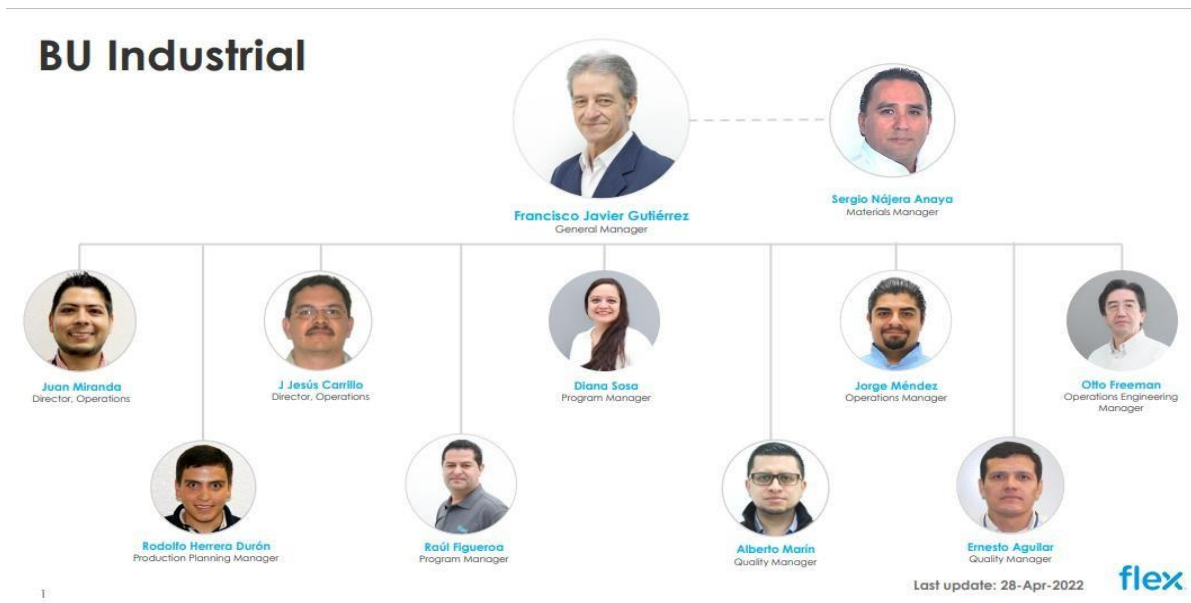 BU Industrial
Francisco Javier Gutiérrez
General Manager
Sergio Nájera Anaya
Materials Manager
Juan Miranda
Director, Operations
J Jesús Carrillo
Director, Operations
Diana Sosa
Program Manager
Jorge Méndez
Operations Manager
Otto Freeman
Operations Engineering
Manager
Rodolfo Herrera Durón
Production Planning Manager
Raúl Figueroa
Program Manager
Alberto Marín
Quality Manager
Ernesto Aguilar
Quality Manager
1
Last update: 28-Apr-2022
flex